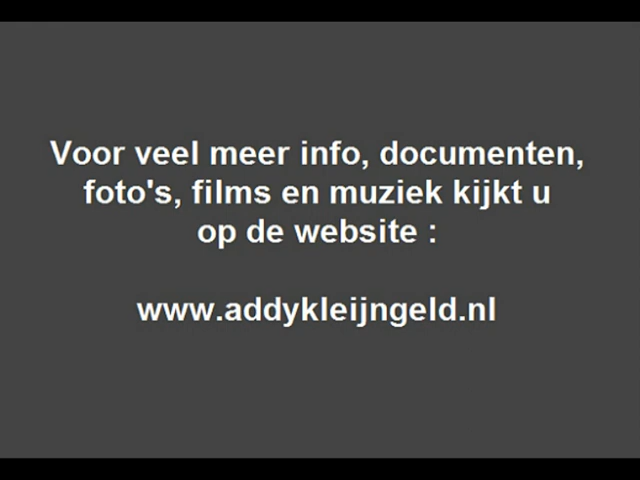 Voor veel meer info, documenten,
foto's, films en muziek kijkt u
op de website :
www.addykleijngeld.nl